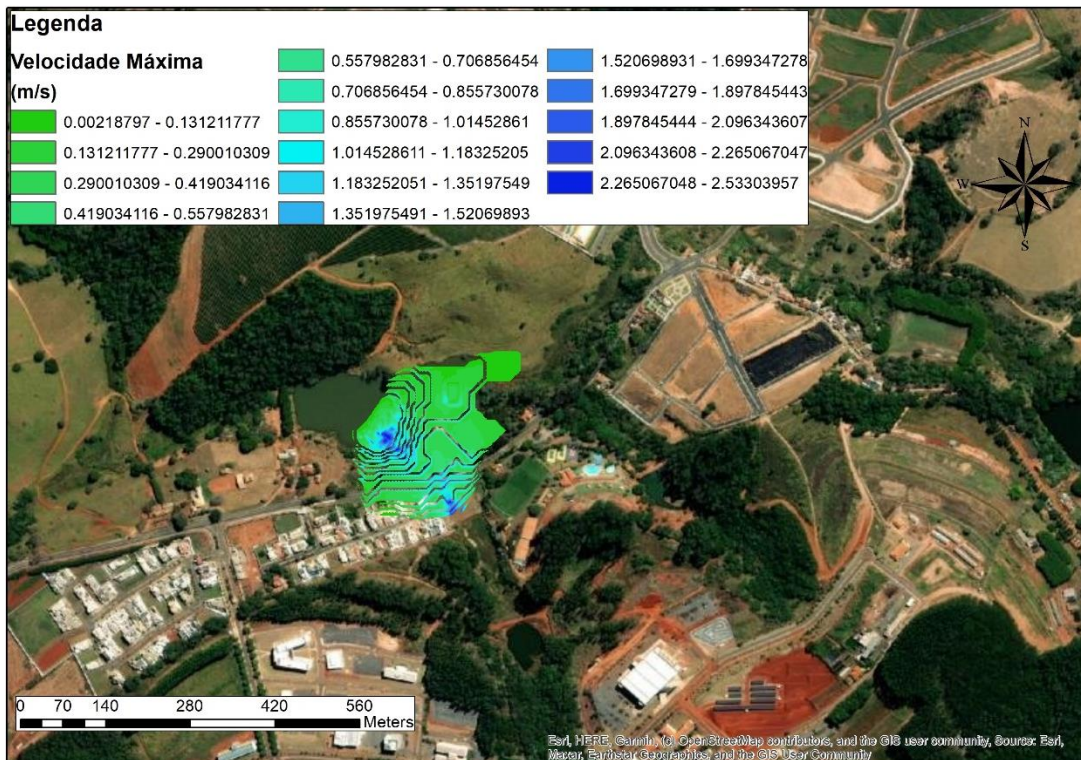 Legenda
Velocidade Máxima
(m/s)
0.00218797 - 0.131211777
0.131211777 - 0.290010309
0.290010309 - 0.419034116
0.419034116 - 0.557982831
0.557982831 - 0.706856454
0.706856454 - 0.855730078
0.855730078 - 1.01452861
1.014528611 - 1.18325205
1.183252051 - 1.35197549
1.351975491 - 1.52069893
1.520698931 - 1.699347278
1.699347279 - 1.897845443
1.897845444 - 2.096343607
2.096343608 - 2.265067047
2.265067048 - 2.53303957
N
W E
S
0 70 140 280 420 560
Meters
Esri, HERE, Garmin, (c) OpenStreetMap contributors, and the GIS user community, Source: Esri,
Maxar, Earthstar Geographics, and the GIS User Community